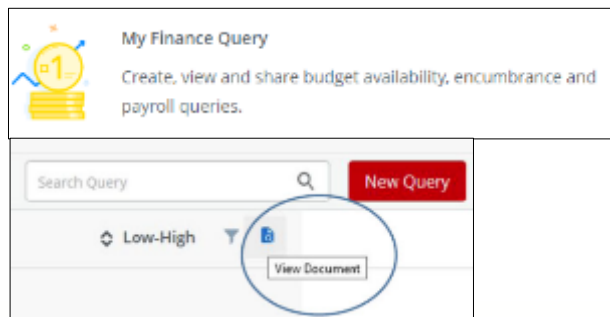 My Finance Query
Create, view and share budget availability, encumbrance and
payroll queries.
1
Search Query
New Query
Low-High
View Document